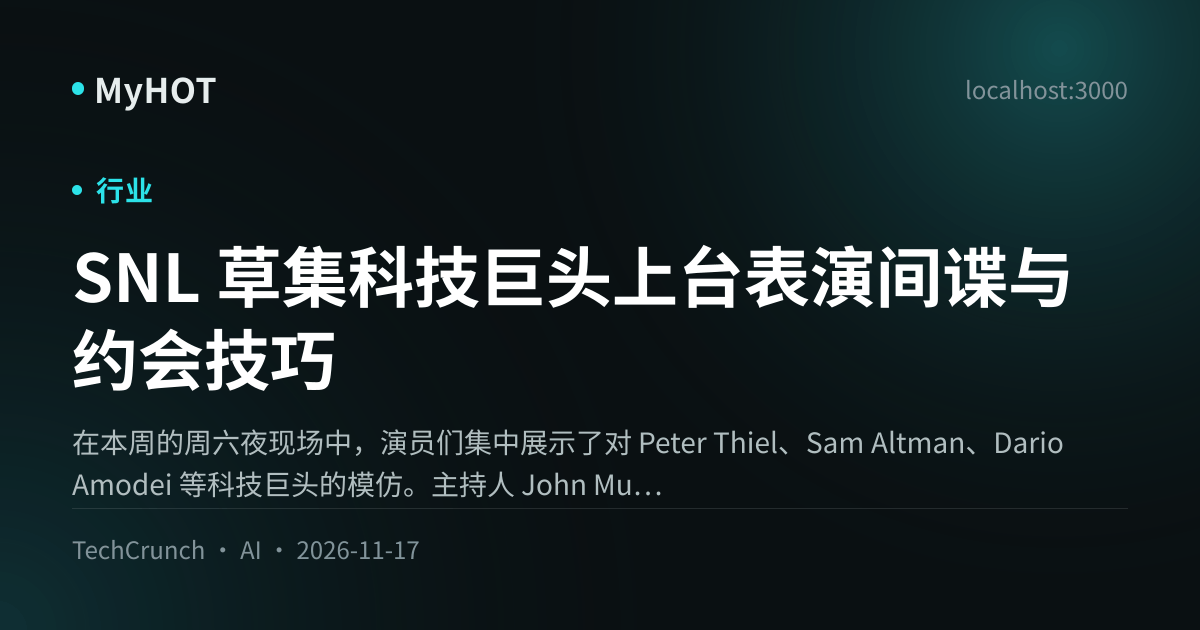 MyHOT
localhost:3000
行业
SNL 草集科技巨头上台表演间谍与
约会技巧
在本周的周六夜现场中，演员们集中展示了对 Peter Thiel、Sam Altman、Dario
Amodei 等科技巨头的模仿。主持人 John Mu…
TechCrunch · AI · 2026-11-17